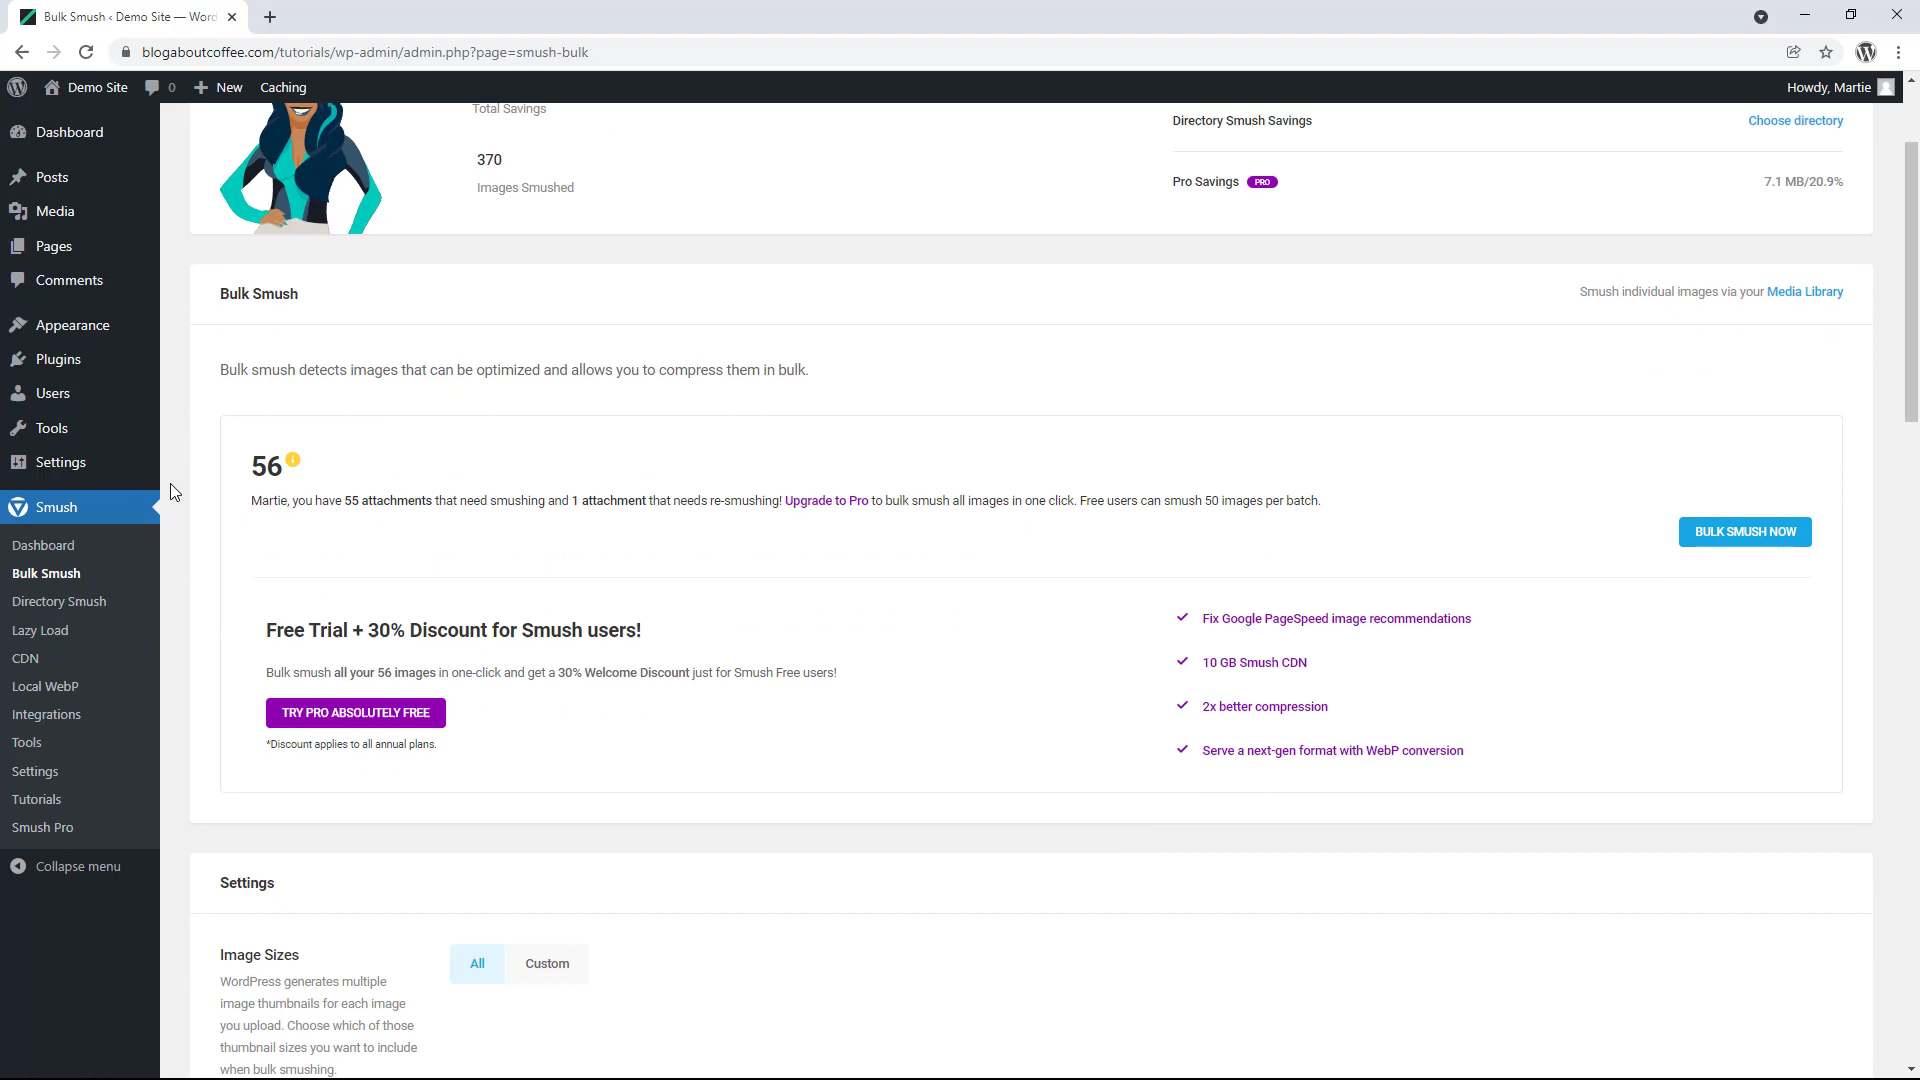 Bulk Smush ‹ Demo Site — Word
blogaboutcoffee.com/tutorials/wp-admin/admin.php?page=smush-bulk
Demo Site 0 New Caching Howdy, Martie
Dashboard
Posts
Media
Pages
Comments
Appearance
Plugins
Users
Tools
Settings
Smush
Dashboard
Bulk Smush
Directory Smush
Lazy Load
CDN
Local WebP
Integrations
Tools
Settings
Tutorials
Smush Pro
Collapse menu
Total Savings
370
Images Smushed
Directory Smush Savings Choose directory
Pro Savings PRO 7.1 MB/20.9%
Bulk Smush
Smush individual images via your Media Library
Bulk smush detects images that can be optimized and allows you to compress them in bulk.
56
Martie, you have 55 attachments that need smushing and 1 attachment that needs re-smushing! Upgrade to Pro to bulk smush all images in one click. Free users can smush 50 images per batch.
BULK SMUSH NOW
Free Trial + 30% Discount for Smush users!
Bulk smush all your 56 images in one-click and get a 30% Welcome Discount just for Smush Free users!
TRY PRO ABSOLUTELY FREE
*Discount applies to all annual plans.
Fix Google PageSpeed image recommendations
10 GB Smush CDN
2x better compression
Serve a next-gen format with WebP conversion
Settings
Image Sizes
WordPress generates multiple
image thumbnails for each image
you upload. Choose which of those
thumbnail sizes you want to include
when bulk smushing.
All Custom